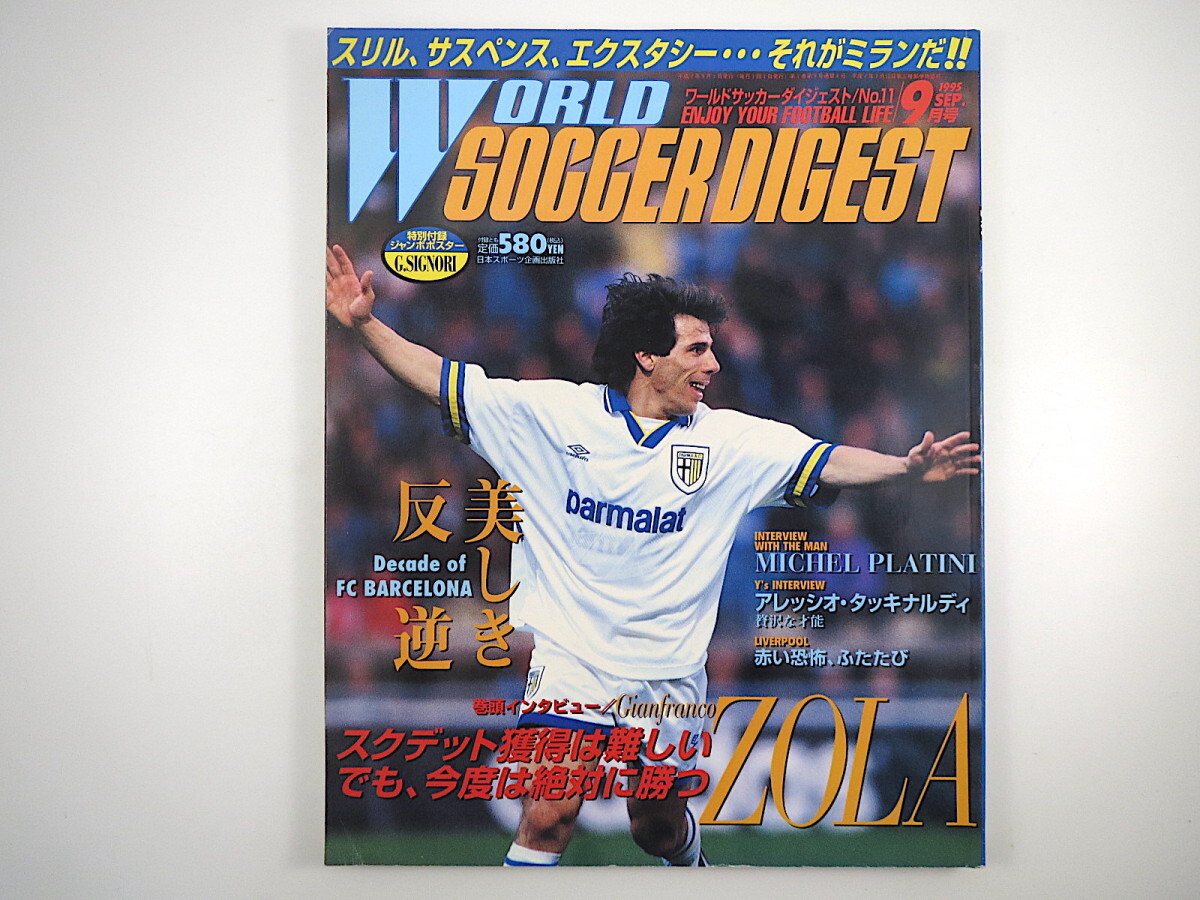 スリル、サスペンス、エクスタシー・・・それがミランだ!!
WORLD
ワールドサッカーダイジェスト/No.11
ENJOY YOUR FOOTBALL LIFE
1995
SEP.
9
月号
SOCCER DIGEST
特別付録
ジャンボポスター
G.SIGNORI
付録とも
定価580YEN(税込)
日本スポーツ企画出版社
umbro
parmalat
美しき
反逆
Decade of
FC BARCELONA
INTERVIEW
WITH THE MAN
MICHEL PLATINI
Y's INTERVIEW
アレッシオ・タッキナルディ
贅沢な才能
LIVERPOOL
赤い恐怖、ふたたび
巻頭インタビュー/Gianfranco
ZOLA
スクデット獲得は難しい
でも、今度は絶対に勝つ